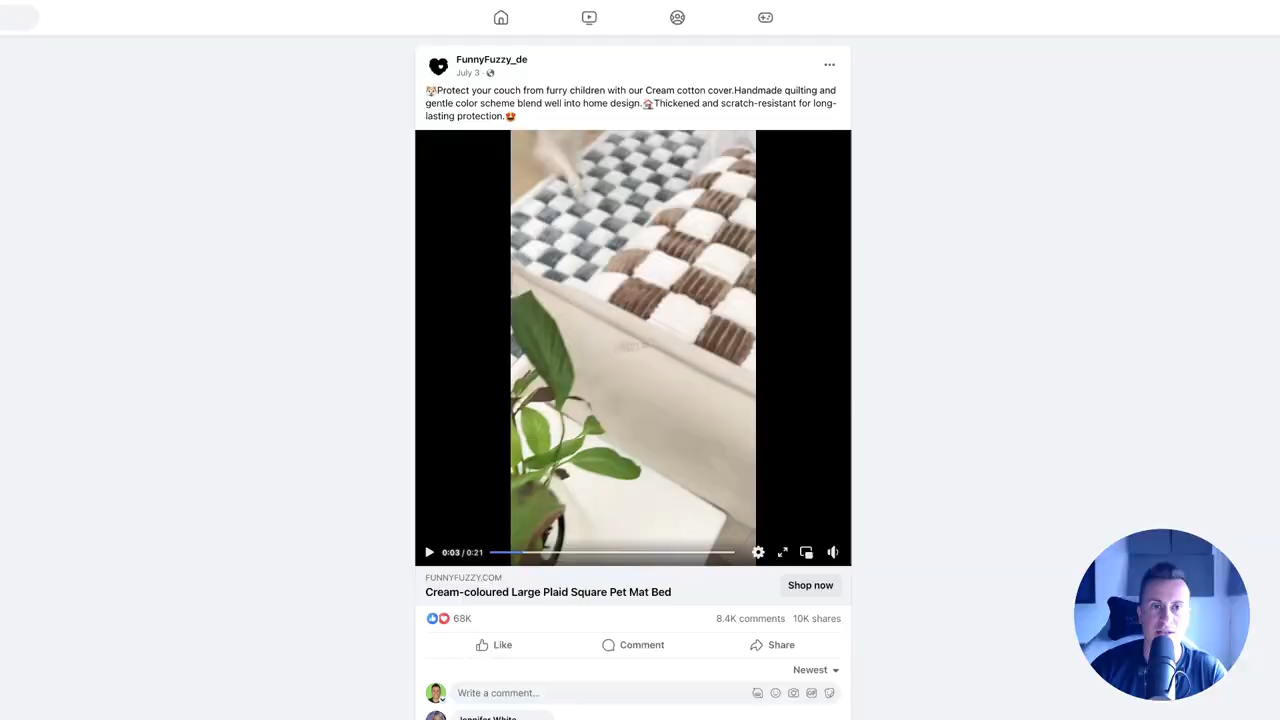 FunnyFuzzy_de
July 3 ·
🐯Protect your couch from furry children with our Cream cotton cover.Handmade quilting and
gentle color scheme blend well into home design.🏠Thickened and scratch-resistant for long-
lasting protection.😍
0:03 / 0:21
FUNNYFUZZY.COM
Cream-coloured Large Plaid Square Pet Mat Bed
Shop now
68K
8.4K comments 10K shares
Like
Comment
Share
Newest
Write a comment...
GIF
Jennifer White